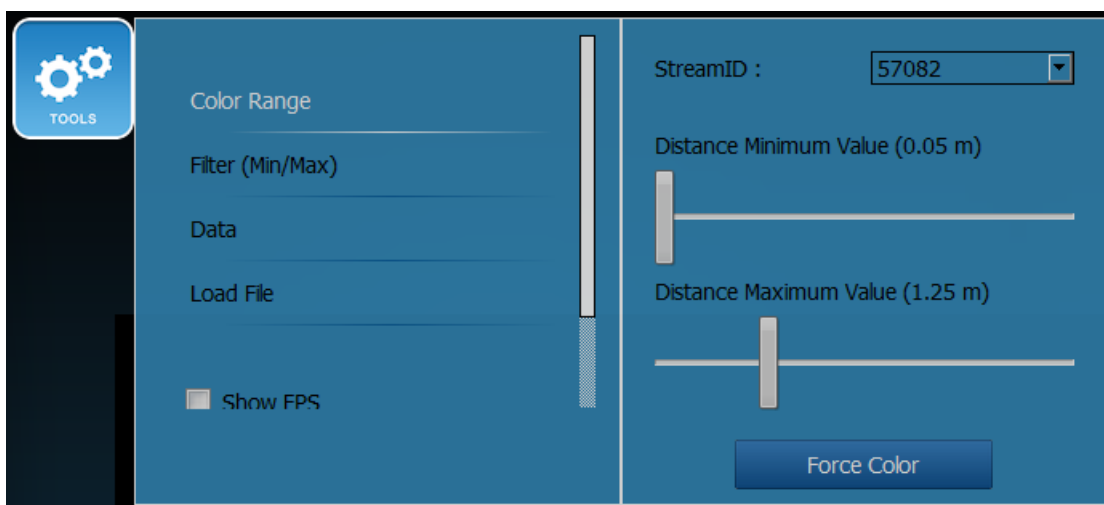 TOOLS
Color Range
Filter (Min/Max)
Data
Load File
Show FPS
StreamID :
57082
Distance Minimum Value (0.05 m)
Distance Maximum Value (1.25 m)
Force Color